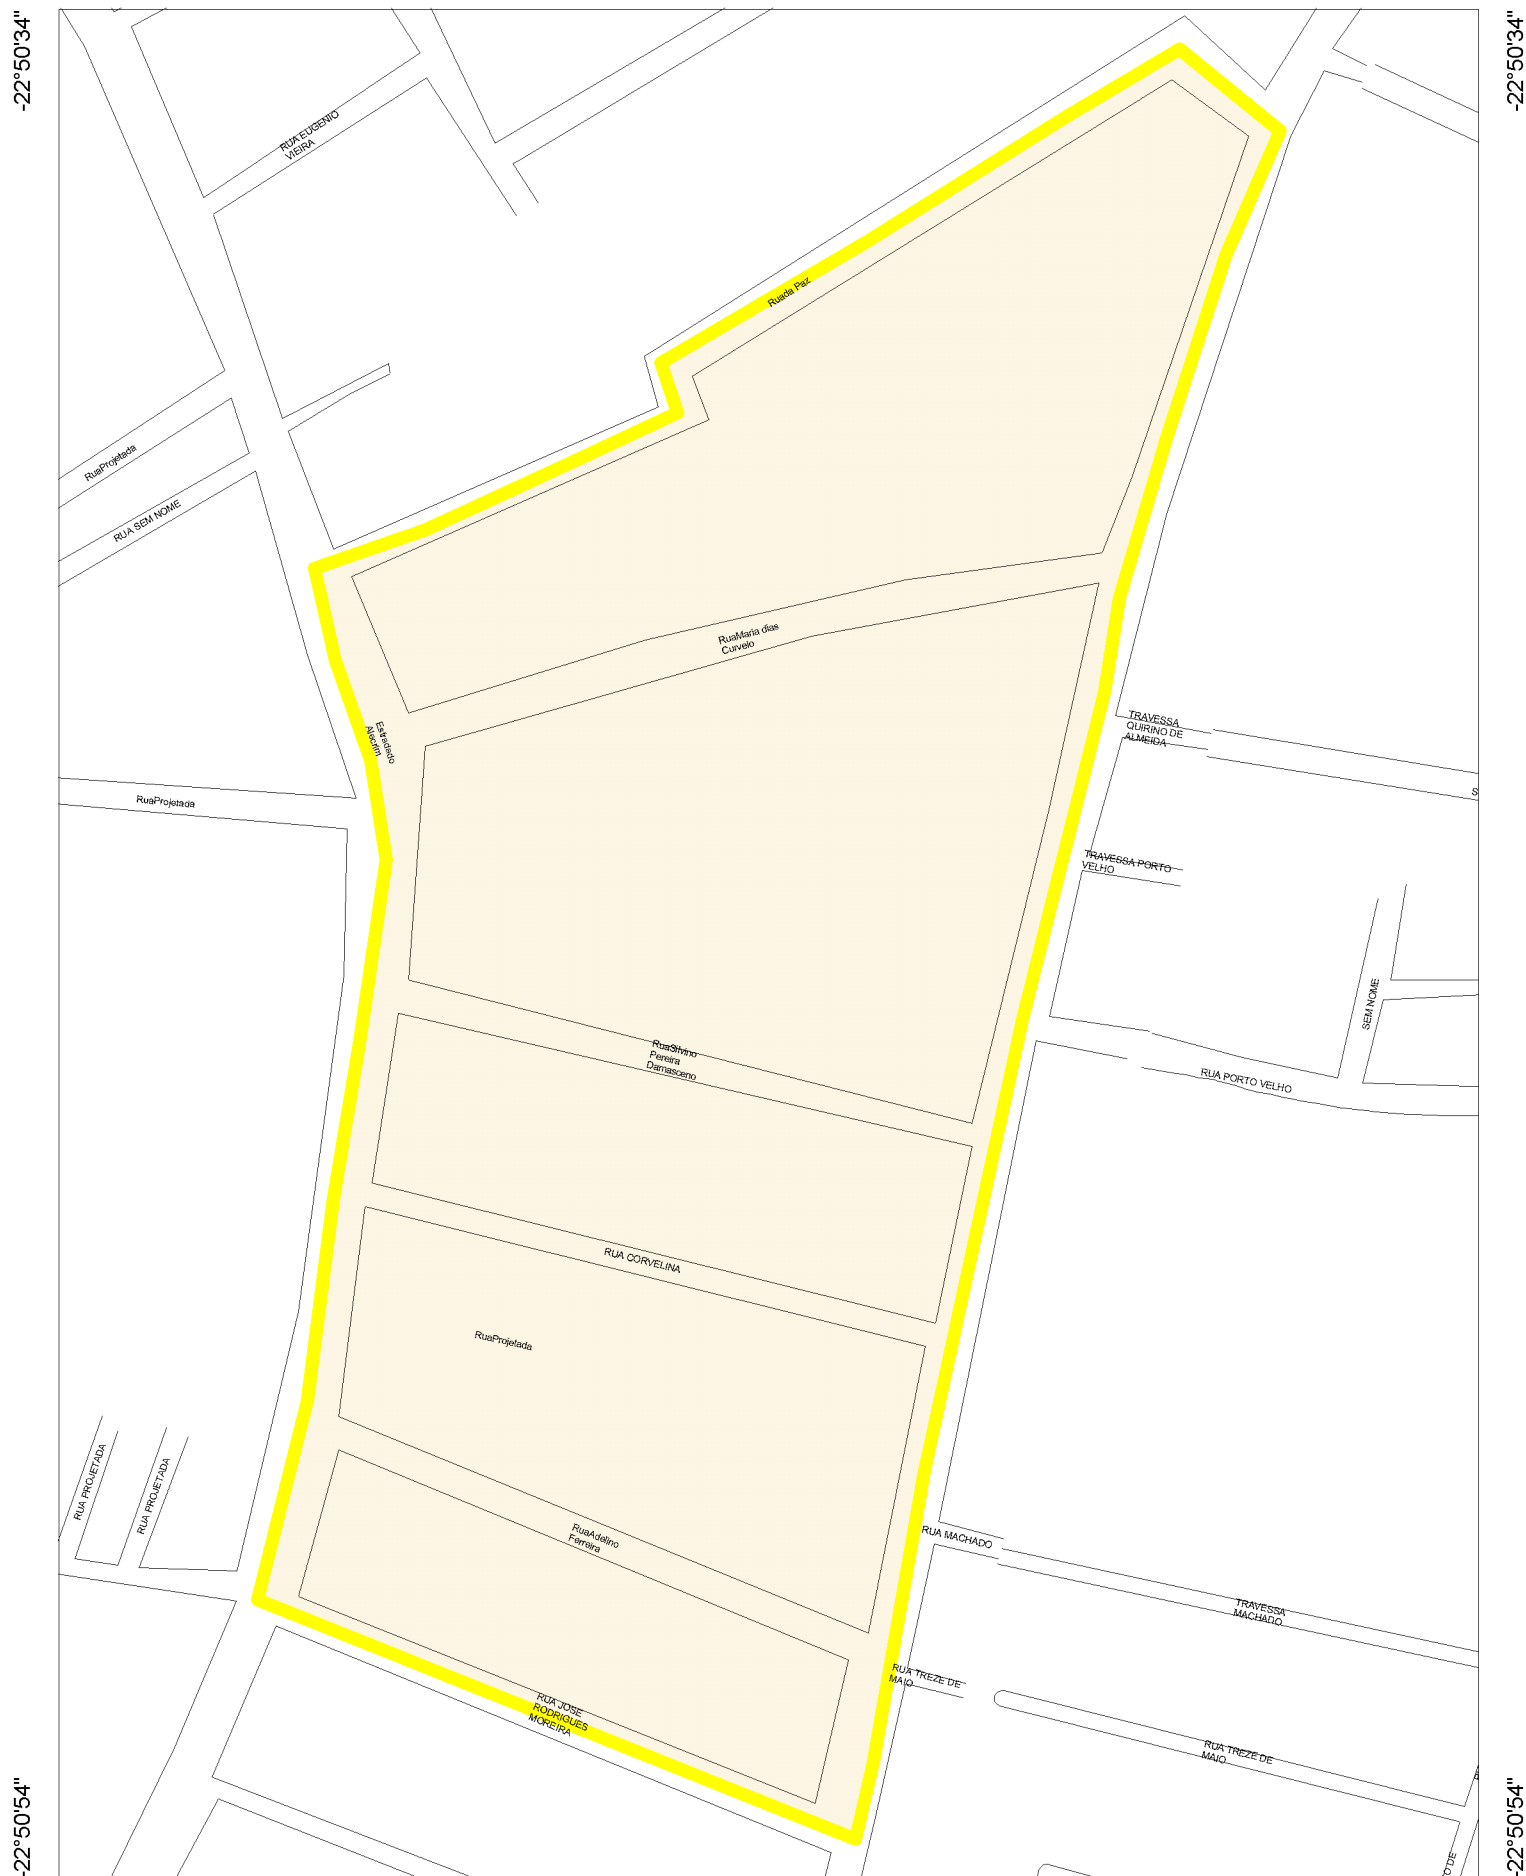 -22°50'34"
-22°50'34"
RUA EUGENIO
VIEIRA
Ruada Paz
RuaProjetada
RUA SEM NOME
RuaMaria dias
Curvelo
Estradado
Alecrim
TRAVESSA
QUIRINO DE
ALMEIDA
RuaProjetada
S
TRAVESSA PORTO
VELHO
SEM NOME
RuaSilvino
Pereira
Damasceno
RUA PORTO VELHO
RUA CORVELINA
RuaProjetada
RUA PROJETADA
RUA PROJETADA
RuaAdelino
Ferreira
RUA MACHADO
TRAVESSA
MACHADO
RUA TREZE DE
MAIO
RUA JOSE
RODRIGUES
MOREIRA
RUA TREZE DE
MAIO
-22°50'54"
-22°50'54"
O DE